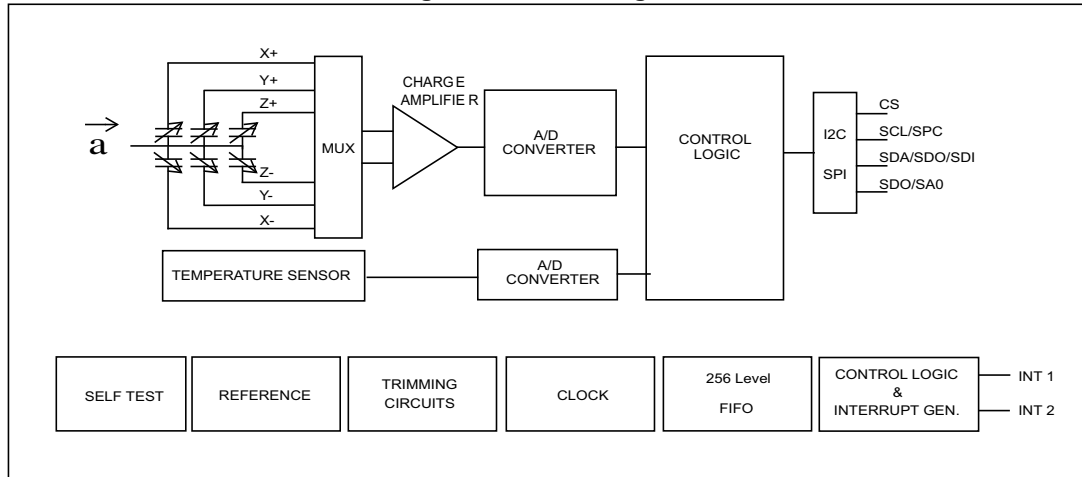 X+
Y+
Z+
a
Z-
Y-
X-
MUX
CHARGE
AMPLIFIER
A/D
CONVERTER
CONTROL
LOGIC
I2C
SPI
CS
SCL/SPC
SDA/SDO/SDI
SDO/SA0
TEMPERATURE SENSOR
A/D
CONVERTER
SELF TEST
REFERENCE
TRIMMING
CIRCUITS
CLOCK
256 Level
FIFO
CONTROL LOGIC
&
INTERRUPT GEN.
INT 1
INT 2